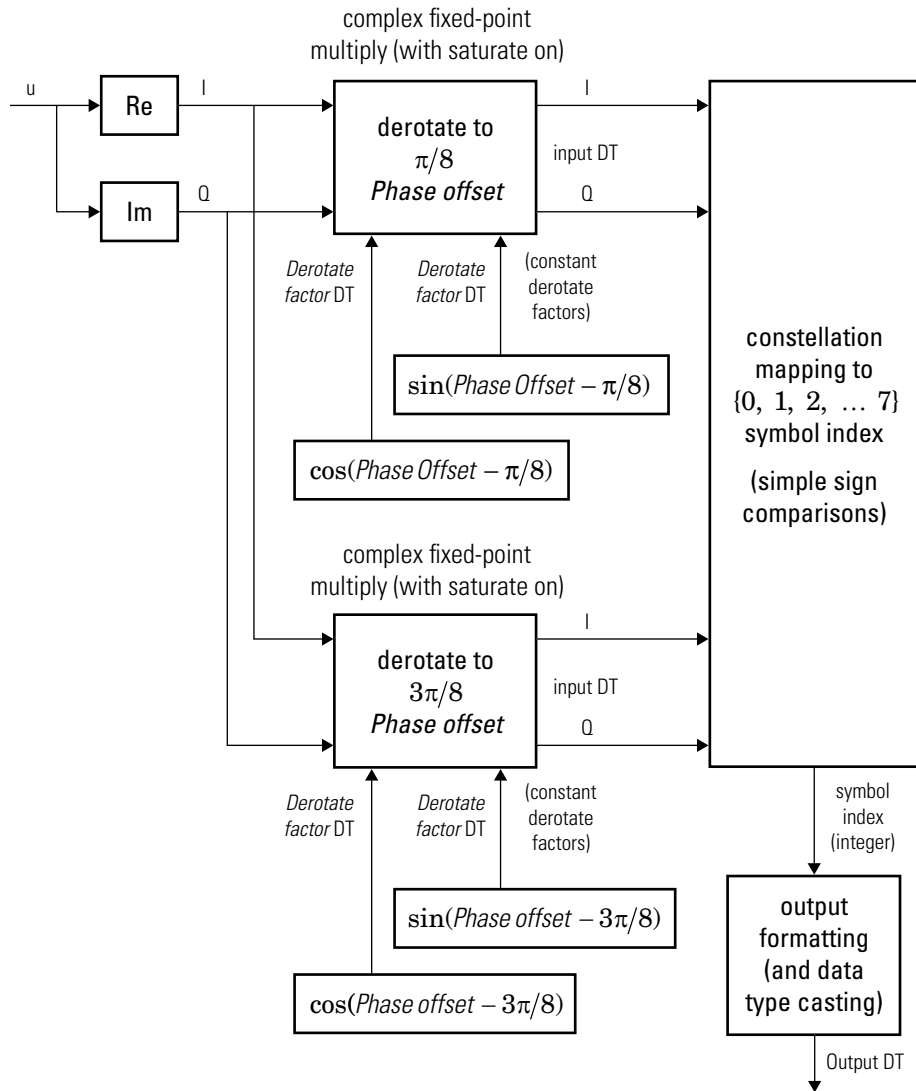 complex fixed-point
multiply (with saturate on)
u
Re
I
derotate to
π/8
Phase offset
I
input DT
Im
Q
Q
Derotate
factor DT
Derotate
factor DT
(constant
derotate
factors)
sin(Phase Offset – π/8)
cos(Phase Offset – π/8)
constellation
mapping to
{0, 1, 2, … 7}
symbol index
(simple sign
comparisons)
complex fixed-point
multiply (with saturate on)
derotate to
3π/8
Phase offset
I
input DT
Q
Derotate
factor DT
Derotate
factor DT
(constant
derotate
factors)
sin(Phase offset – 3π/8)
cos(Phase offset – 3π/8)
symbol
index
(integer)
output
formatting
(and data
type casting)
Output DT